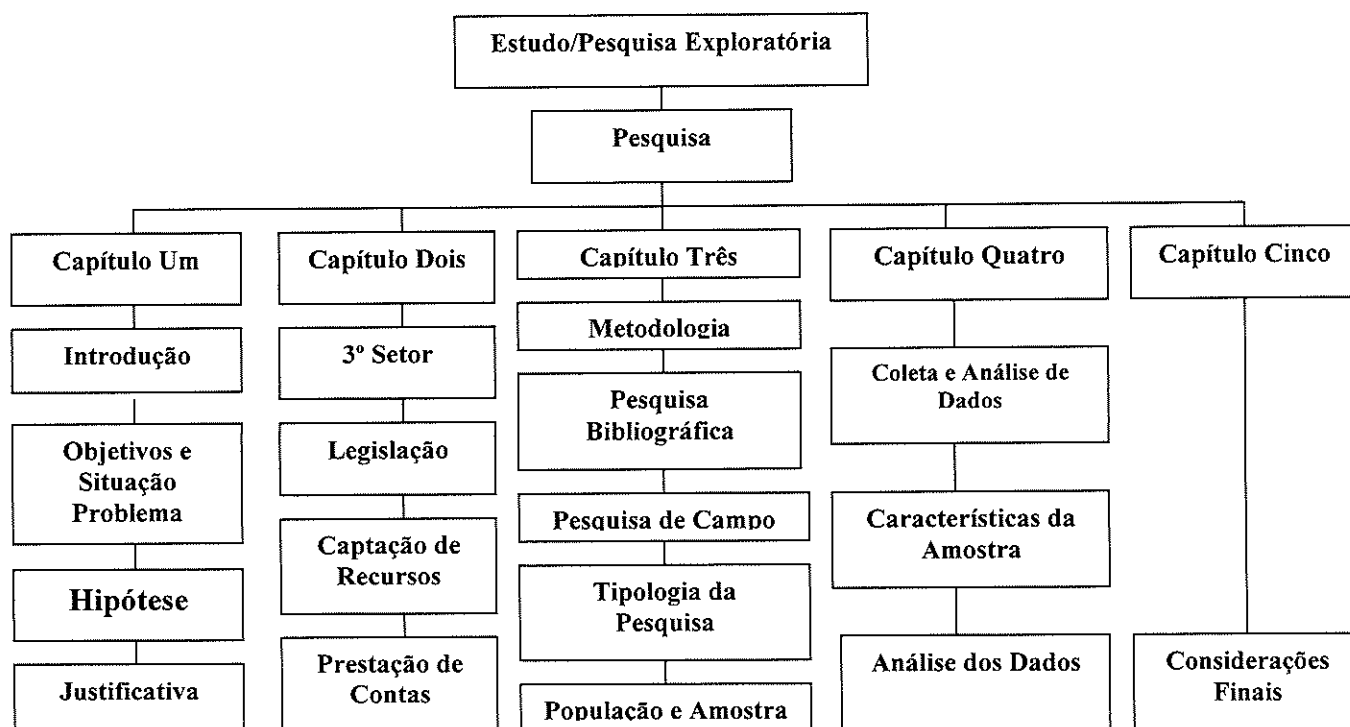 Estudo/Pesquisa Exploratória
Pesquisa
Capítulo Um
Introdução
Objetivos e
Situação
Problema
Hipótese
Justificativa
Capítulo Dois
3º Setor
Legislação
Captação de
Recursos
Prestação de
Contas
Capítulo Três
Metodologia
Pesquisa
Bibliográfica
Pesquisa de Campo
Tipologia da
Pesquisa
População e Amostra
Capítulo Quatro
Coleta e Análise de
Dados
Características da
Amostra
Análise dos Dados
Capítulo Cinco
Considerações
Finais